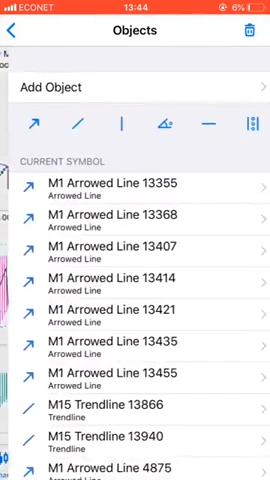 ECONET 13:44 6%
Objects
Add Object
CURRENT SYMBOL
M1 Arrowed Line 13355
Arrowed Line
M1 Arrowed Line 13368
Arrowed Line
M1 Arrowed Line 13407
Arrowed Line
M1 Arrowed Line 13414
Arrowed Line
M1 Arrowed Line 13421
Arrowed Line
M1 Arrowed Line 13435
Arrowed Line
M1 Arrowed Line 13455
Arrowed Line
M15 Trendline 13866
Trendline
M15 Trendline 13940
Trendline
M1 Arrowed Line 4875
Arrowed Line